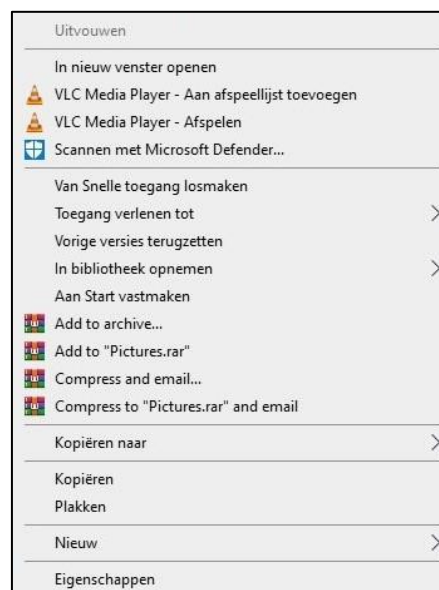 Uitvouwen
In nieuw venster openen
VLC Media Player - Aan afspeellijst toevoegen
VLC Media Player - Afspelen
Scannen met Microsoft Defender...
Van Snelle toegang losmaken
Toegang verlenen tot
Vorige versies terugzetten
In bibliotheek opnemen
Aan Start vastmaken
Add to archive...
Add to "Pictures.rar"
Compress and email...
Compress to "Pictures.rar" and email
Kopiëren naar
Kopiëren
Plakken
Nieuw
Eigenschappen